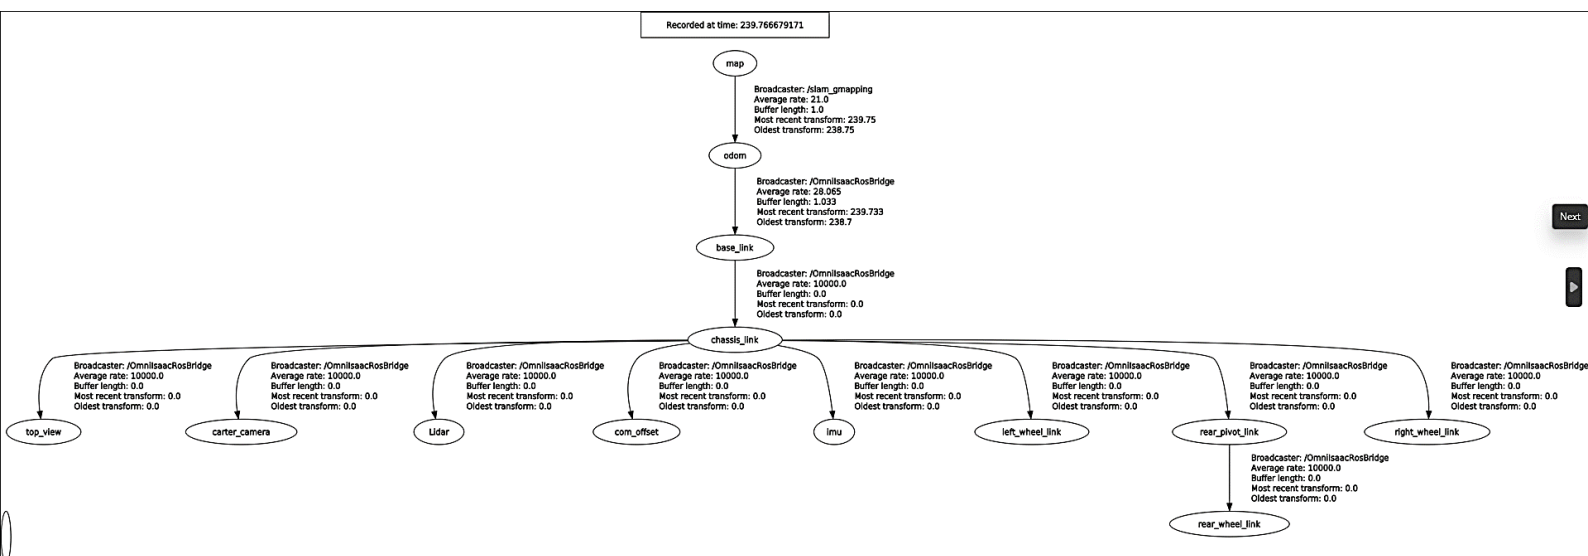 Recorded at time: 239.766679171
map
Broadcaster: /slam_gmapping
Average rate: 21.0
Buffer length: 1.0
Most recent transform: 239.75
Oldest transform: 238.75
odom
Broadcaster: /OmniIsaacRosBridge
Average rate: 28.065
Buffer length: 1.033
Most recent transform: 239.733
Oldest transform: 238.7
Next
base_link
Broadcaster: /OmniIsaacRosBridge
Average rate: 10000.0
Buffer length: 0.0
Most recent transform: 0.0
Oldest transform: 0.0
chassis_link
Broadcaster: /OmniIsaacRosBridge
Average rate: 10000.0
Buffer length: 0.0
Most recent transform: 0.0
Oldest transform: 0.0
Broadcaster: /OmniIsaacRosBridge
Average rate: 10000.0
Buffer length: 0.0
Most recent transform: 0.0
Oldest transform: 0.0
Broadcaster: /OmniIsaacRosBridge
Average rate: 10000.0
Buffer length: 0.0
Most recent transform: 0.0
Oldest transform: 0.0
Broadcaster: /OmniIsaacRosBridge
Average rate: 10000.0
Buffer length: 0.0
Most recent transform: 0.0
Oldest transform: 0.0
Broadcaster: /OmniIsaacRosBridge
Average rate: 10000.0
Buffer length: 0.0
Most recent transform: 0.0
Oldest transform: 0.0
Broadcaster: /OmniIsaacRosBridge
Average rate: 10000.0
Buffer length: 0.0
Most recent transform: 0.0
Oldest transform: 0.0
Broadcaster: /OmniIsaacRosBridge
Average rate: 10000.0
Buffer length: 0.0
Most recent transform: 0.0
Oldest transform: 0.0
Broadcaster: /OmniIsaacRosBridge
Average rate: 10000.0
Buffer length: 0.0
Most recent transform: 0.0
Oldest transform: 0.0
top_view
carter_camera
Lidar
com_offset
imu
left_wheel_link
rear_pivot_link
right_wheel_link
Broadcaster: /OmniIsaacRosBridge
Average rate: 10000.0
Buffer length: 0.0
Most recent transform: 0.0
Oldest transform: 0.0
rear_wheel_link